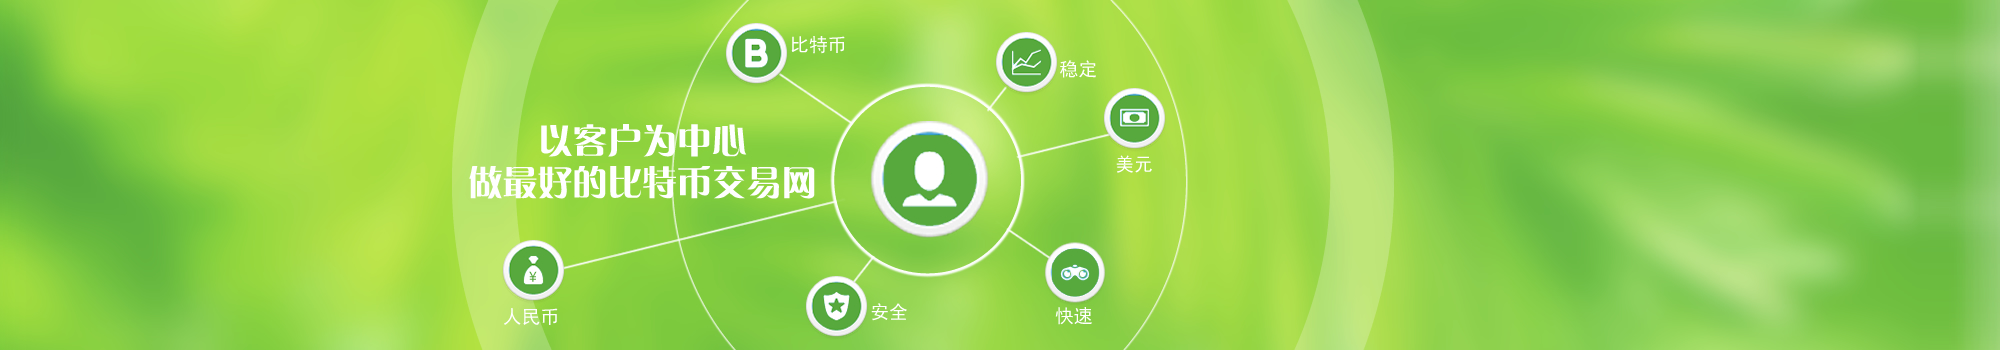 比特币
稳定
以客户为中心
做最好的比特币交易网
美元
人民币
¥
安全
快速